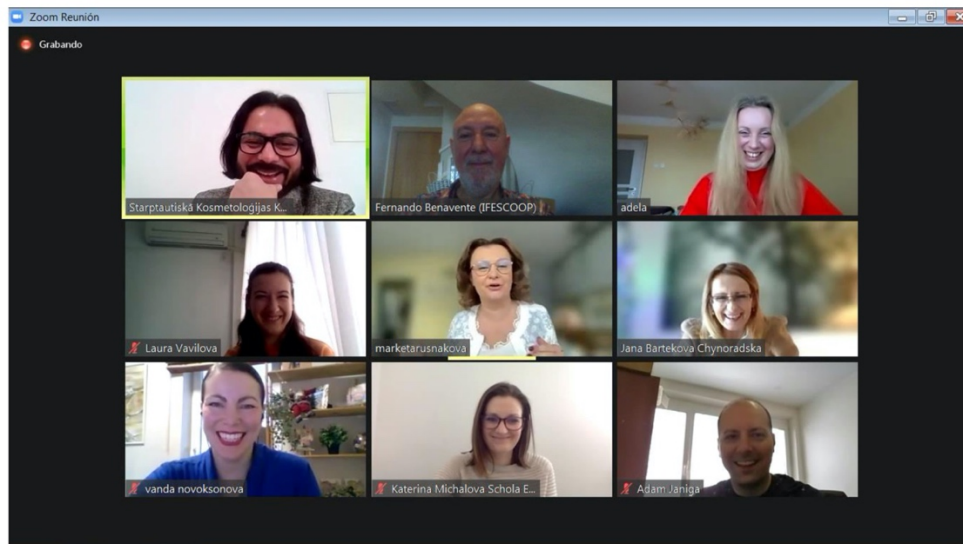 Zoom Reunión
Grabando
Starptautiskā Kosmetoloģijas K...
Fernando Benavente (IFESCOOP)
adela
Laura Vavilova
marketarusnakova
Jana Bartekova Chynoradska
vanda novoksonova
Katerina Michalova Schola E...
Adam Janiga